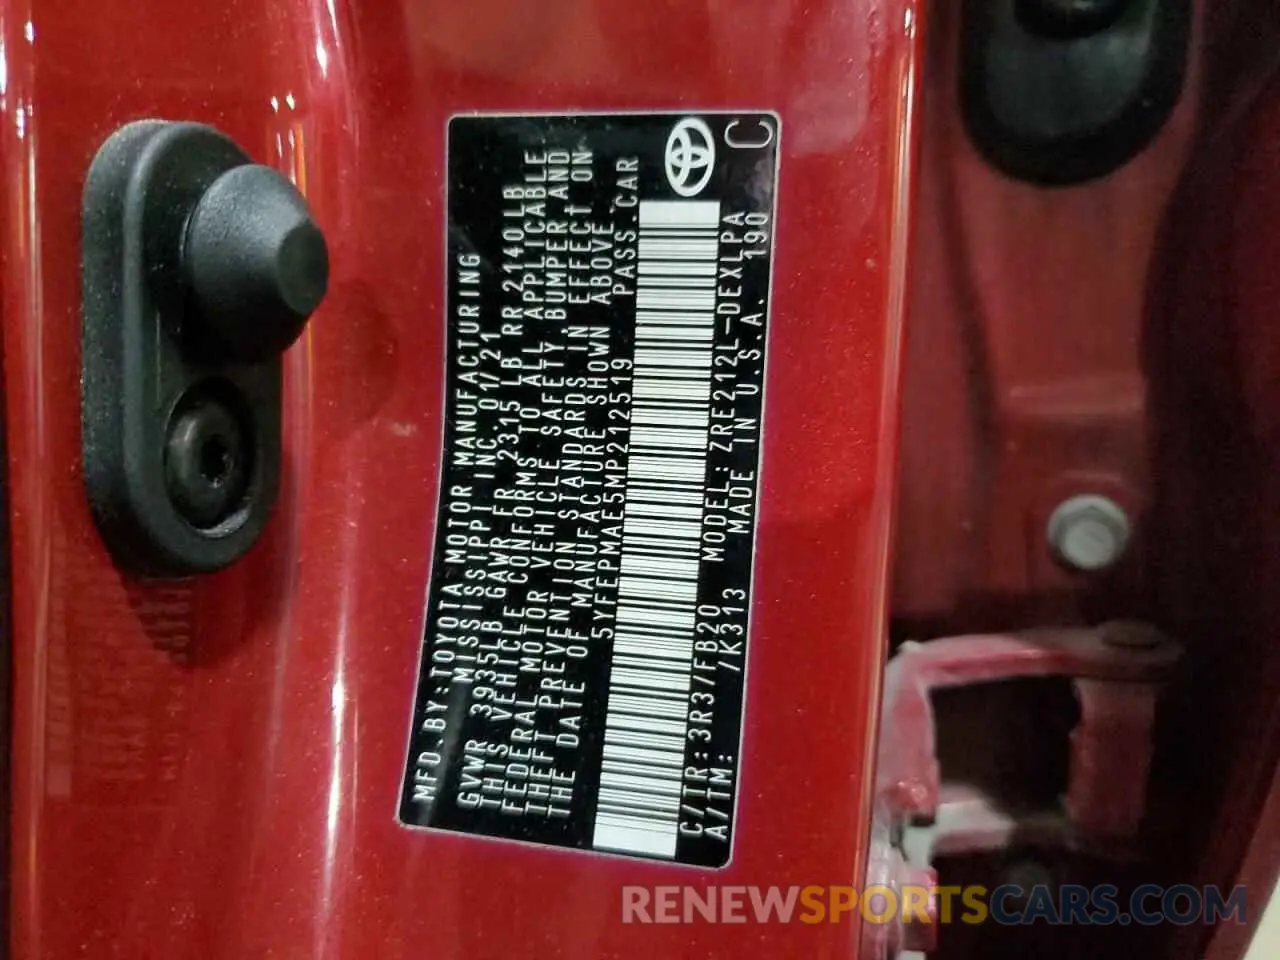 MFD.BY:TOYOTA MOTOR MANUFACTURING
MISSISSIPPI INC. 01/21
GVWR 3935LB GAWR FR 2315 LB RR 2140LB
THIS VEHICLE CONFORMS TO ALL APPLICABLE
FEDERAL MOTOR VEHICLE SAFETY, BUMPER AND
THEFT PREVENTION STANDARDS IN EFFECT ON
THE DATE OF MANUFACTURE SHOWN ABOVE.
5YFEPMAE5MP212519 PASS.CAR
C/TR:3R3/FB20 MODEL:ZRE212L-DEXLPA
A/TM: /K313 MADE IN U.S.A. 190
C
RENEWSPORTSCARS.COM